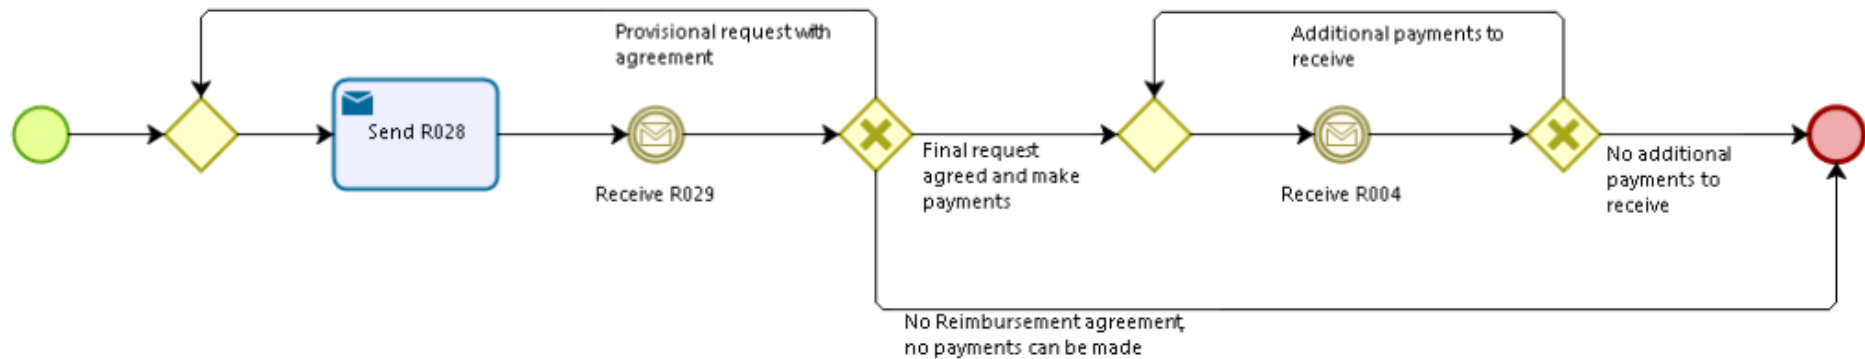 Provisional request with
agreement
Additional payments to
receive
Send R028
Receive R029
Final request
agreed and make
payments
Receive R004
No additional
payments to
receive
No Reimbursement agreement,
no payments can be made